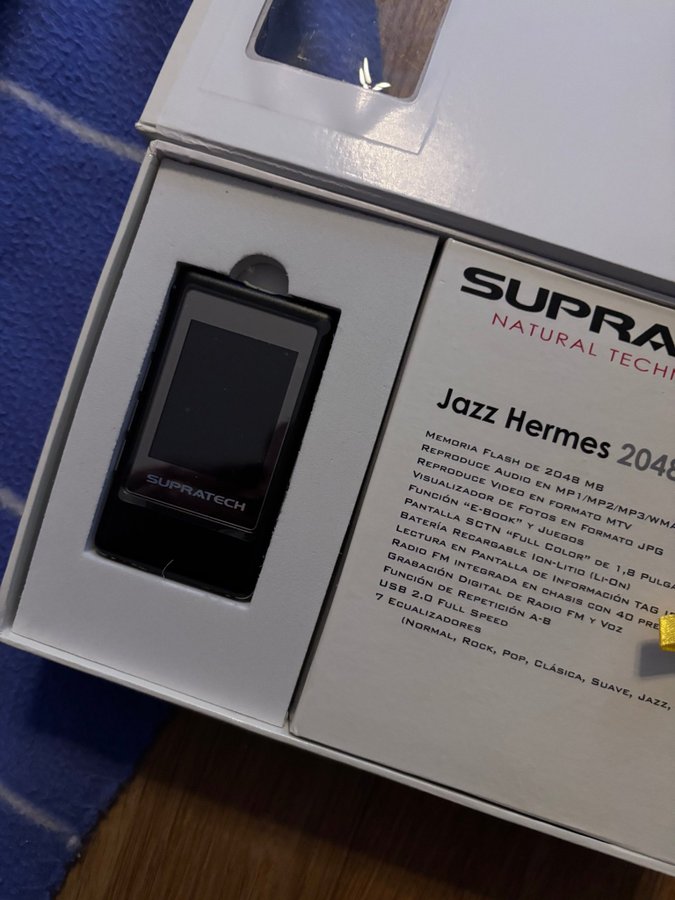 SUPRATECH
SUPRA
NATURAL TECH
Jazz Hermes 2048
Memoria Flash de 2048 MB
Reproduce Audio en MP1/MP2/MP3/WMA
Reproduce Video en formato MTV
Visualizador de Fotos en Formato JPG
Función "E-Book" y Juegos
Pantalla SCTN "Full Color" de 1,8 Pulga
Batería Recargable Ion-Litio (Li-On)
Lectura en Pantalla de Información TAG
Radio FM integrada en chasis con 40 pre
Grabación Digital de Radio FM y Voz
Función de Repetición A-B
USB 2.0 Full Speed
7 Ecualizadores
(Normal, Rock, Pop, Clásica, Suave, Jazz,